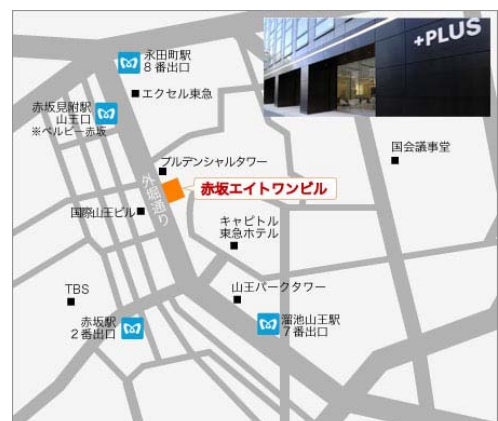 +PLUS
永田町駅
8番出口
エクセル東急
赤坂見附駅
山王口
※ベルビー赤坂
国会議事堂
プルデンシャルタワー
外堀通り
赤坂エイトワンビル
国際山王ビル
キャピトル
東急ホテル
TBS
山王パークタワー
赤坂駅
2番出口
溜池山王駅
7番出口